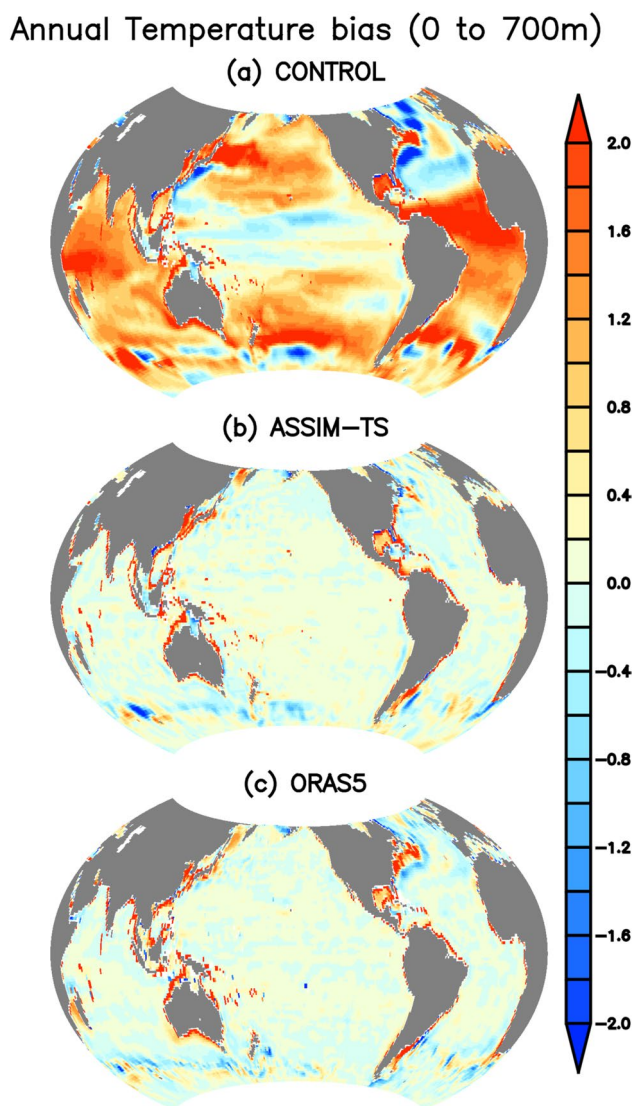 Annual Temperature bias (0 to 700m)
(a) CONTROL
2.0
1.6
1.2
0.8
0.4
0.0
-0.4
-0.8
-1.2
-1.6
-2.0
(b) ASSIM-TS
(c) ORAS5